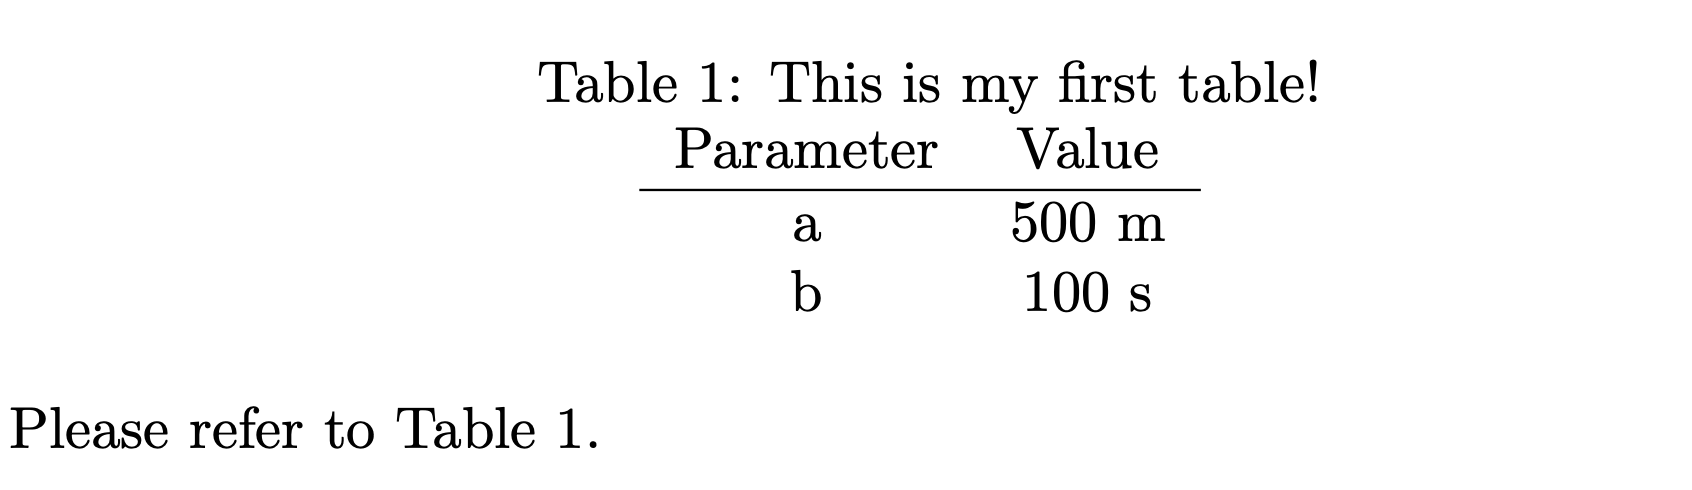 Table 1: This is my first table!
Parameter Value
a 500 m
b 100 s
Please refer to Table 1.